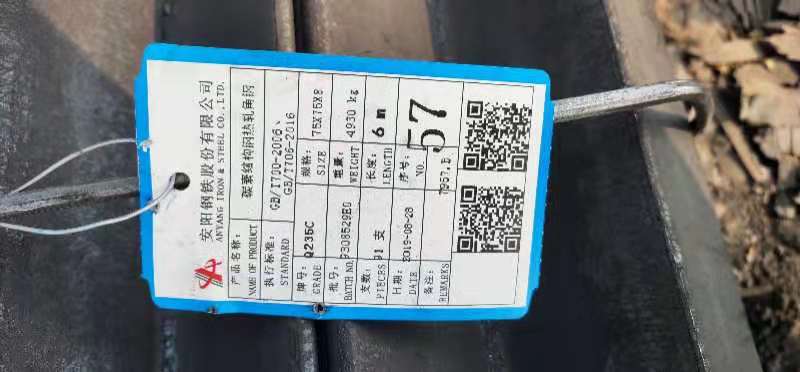 安阳钢铁股份有限公司
ANYANG IRON & STEEL CO.,LTD.
产品名称: 碳素结构钢热轧角钢
NAME OF PRODUCT
执行标准: GB/T700-2006、
STANDARD GB/T706-2016
牌号: Q235C 规格: 75X75X8
GRADE SIZE
批号: 9308529E0 重量: 4930 kg
BATCH NO. WEIGHT
支数: 91 支 长度: 6 m
PIECES LENGTH
日期: 2019-08-28 序号: 57
DATE NO.
备注:
REMARKS